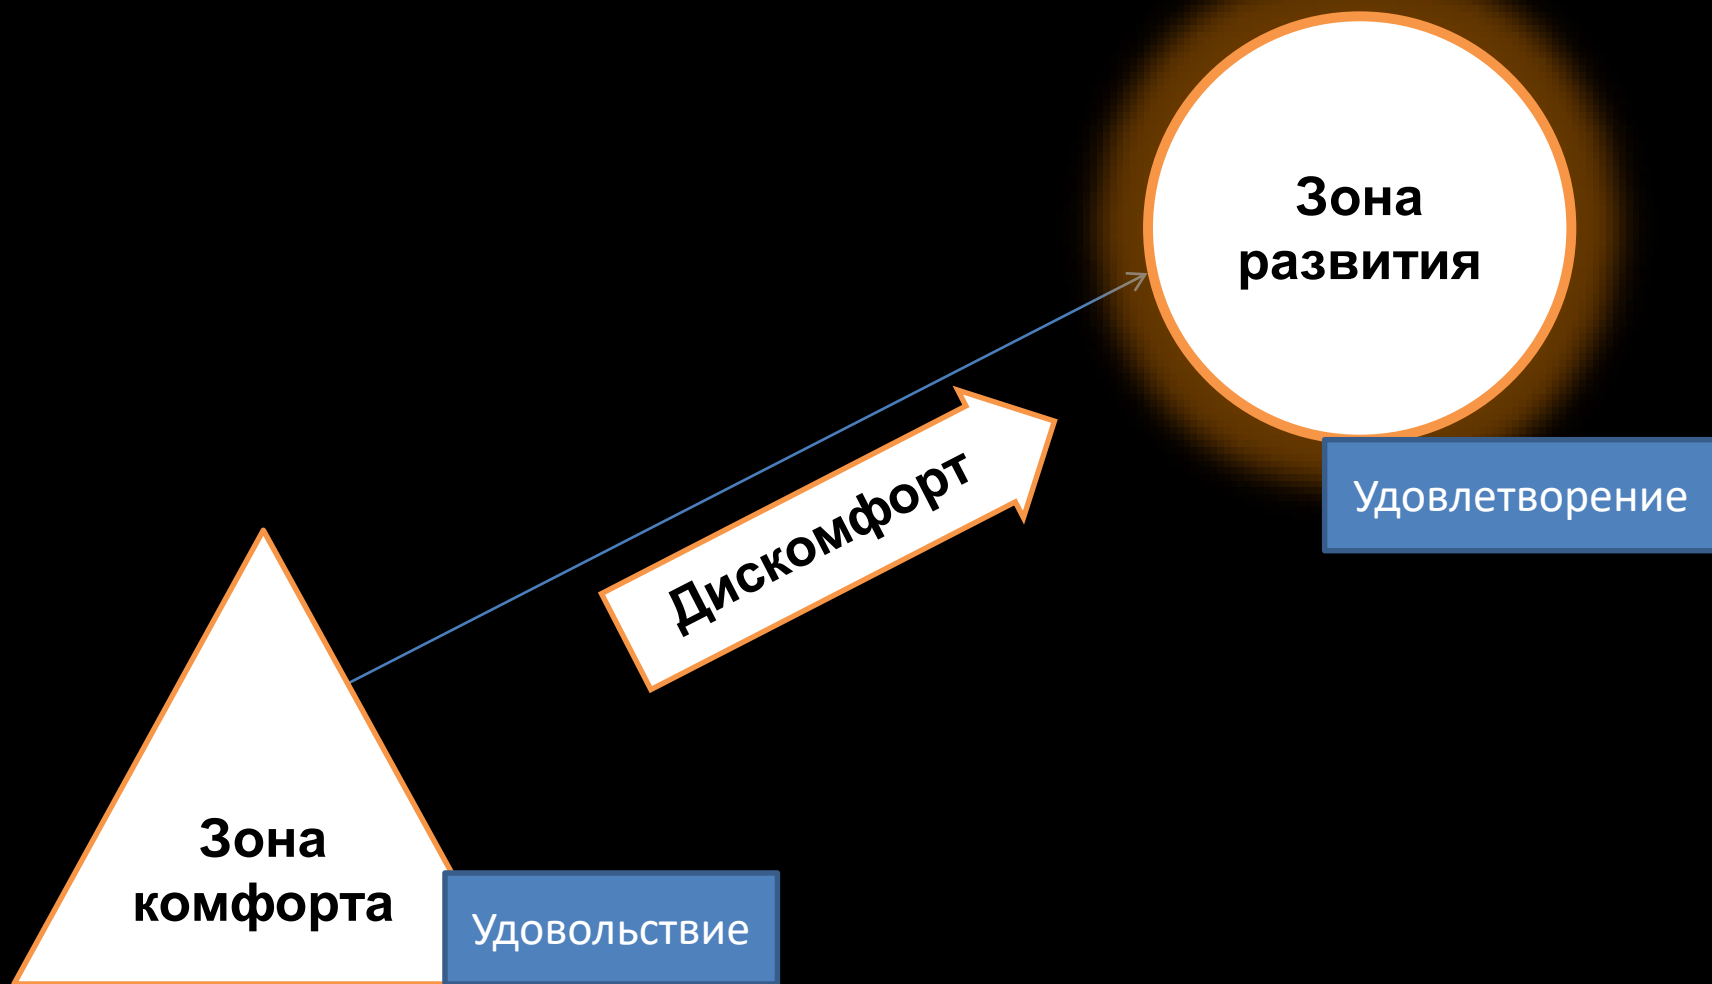 Зона
развития
Удовлетворение
Дискомфорт
Зона
комфорта
Удовольствие